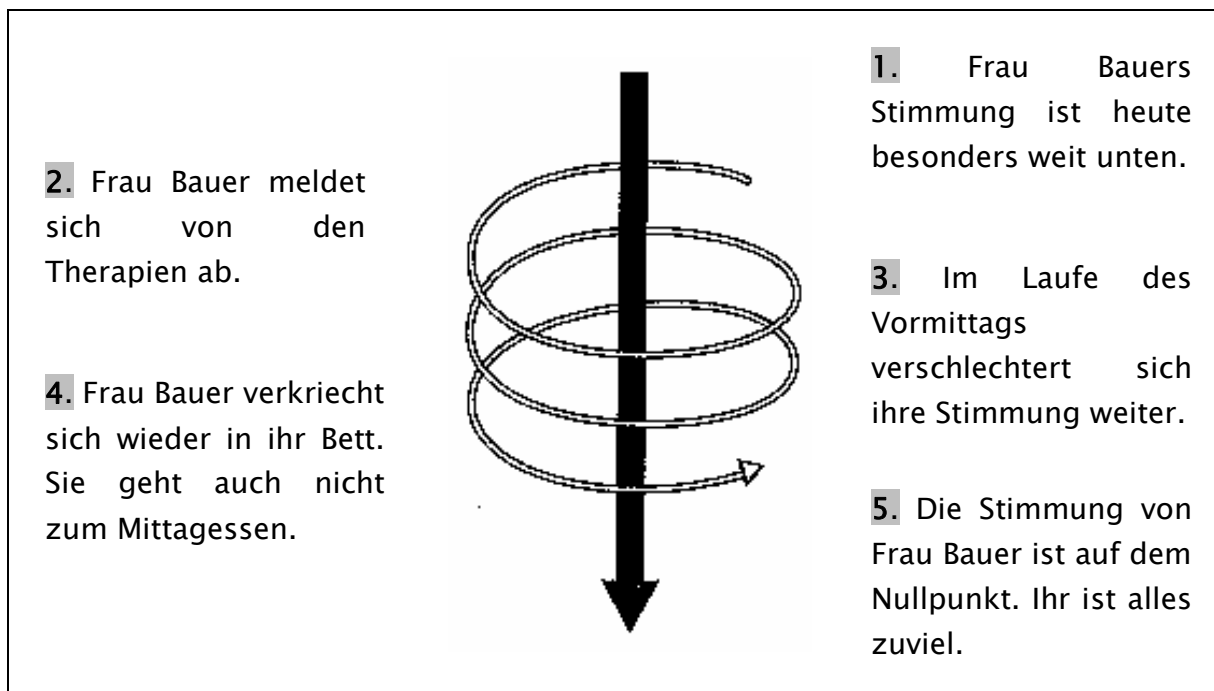 1. Frau Bauers
Stimmung ist heute
besonders weit unten.
2. Frau Bauer meldet
sich von den
Therapien ab.
3. Im Laufe des
Vormittags
verschlechtert sich
ihre Stimmung weiter.
4. Frau Bauer verkriecht
sich wieder in ihr Bett.
Sie geht auch nicht
zum Mittagessen.
5. Die Stimmung von
Frau Bauer ist auf dem
Nullpunkt. Ihr ist alles
zuviel.